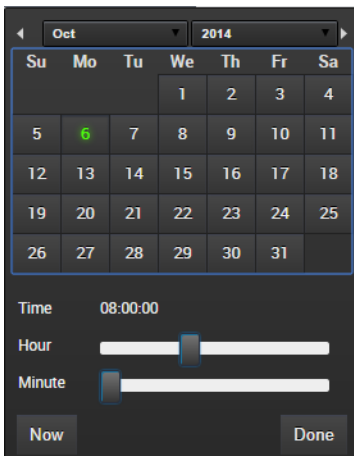 Oct 2014
Su Mo Tu We Th Fr Sa
1 2 3 4
5 6 7 8 9 10 11
12 13 14 15 16 17 18
19 20 21 22 23 24 25
26 27 28 29 30 31
Time 08:00:00
Hour
Minute
Now Done